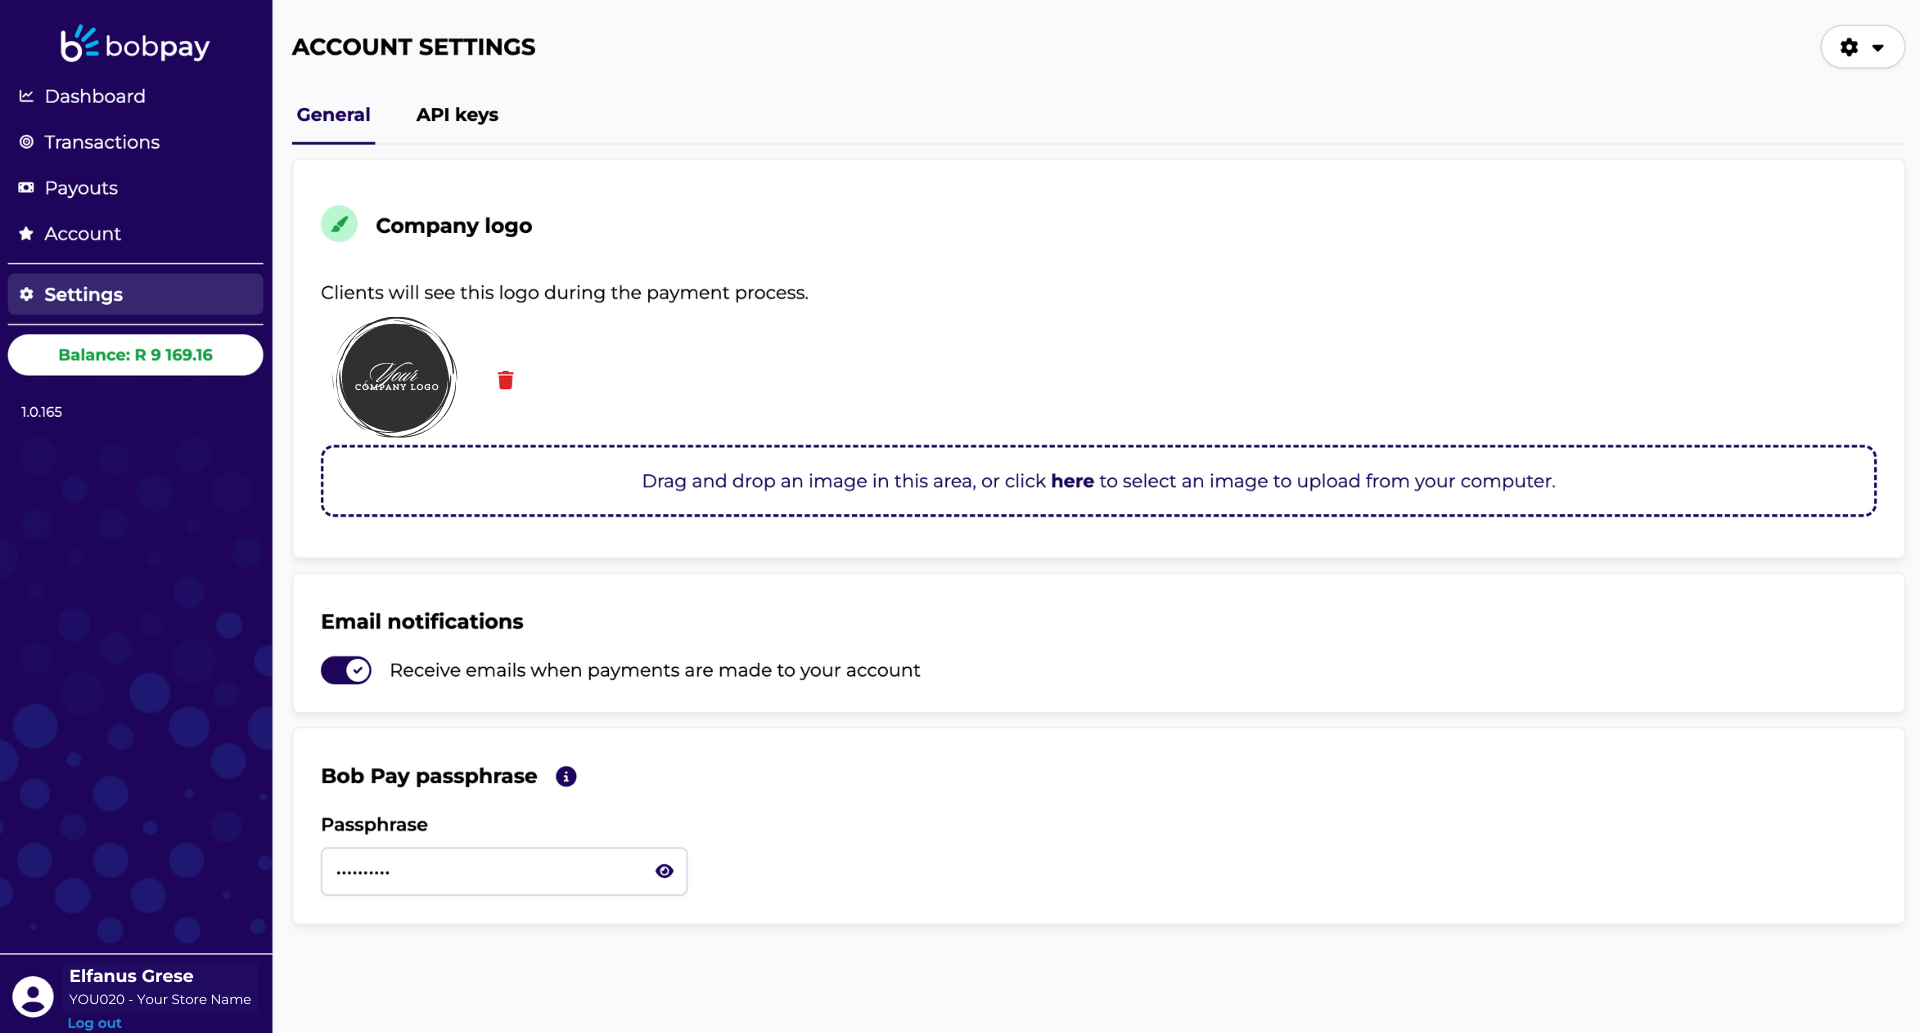 bobpay
Dashboard
Transactions
Payouts
Account
Settings
Balance: R 9 169.16
1.0.165
Elfanus Grese
YOU020 - Your Store Name
Log out
ACCOUNT SETTINGS
General
API keys
Company logo
Clients will see this logo during the payment process.
Your
COMPANY LOGO
Drag and drop an image in this area, or click here to select an image to upload from your computer.
Email notifications
Receive emails when payments are made to your account
Bob Pay passphrase
Passphrase
••••••••••